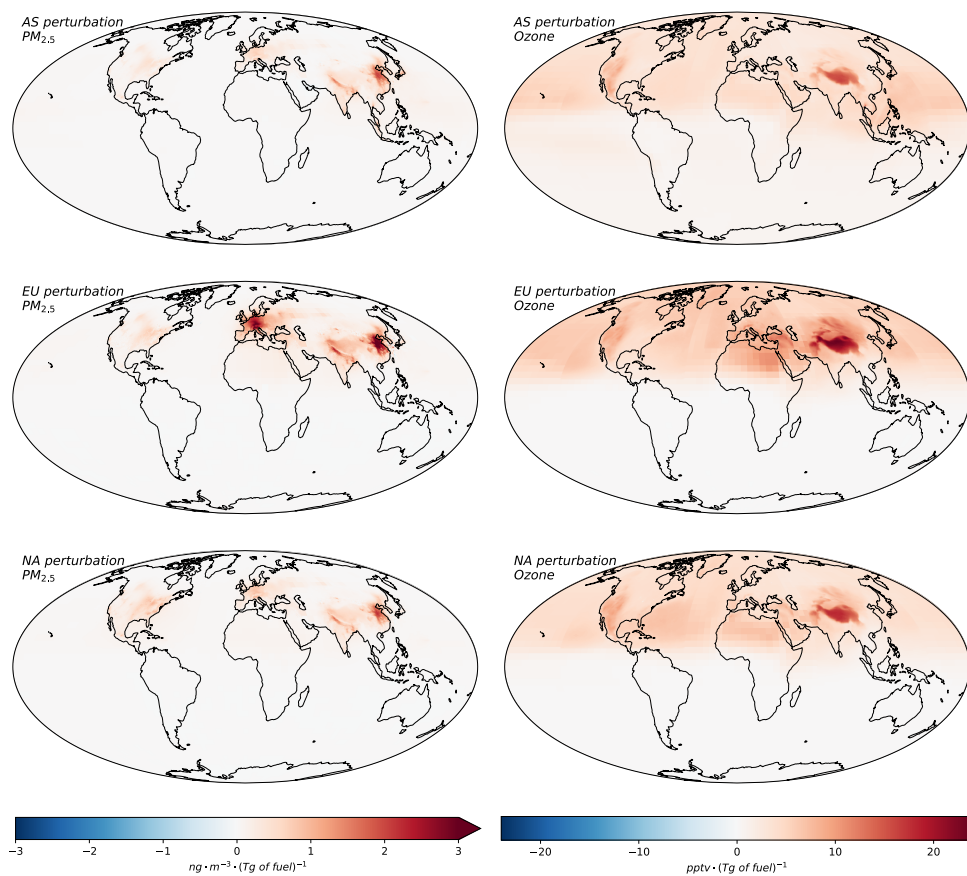 AS perturbation
PM2.5
AS perturbation
Ozone
EU perturbation
PM2.5
EU perturbation
Ozone
NA perturbation
PM2.5
NA perturbation
Ozone
−3 −2 −1 0 1 2 3
ng • m⁻³ • (Tg of fuel)⁻¹
−20 −10 0 10 20
pptv • (Tg of fuel)⁻¹